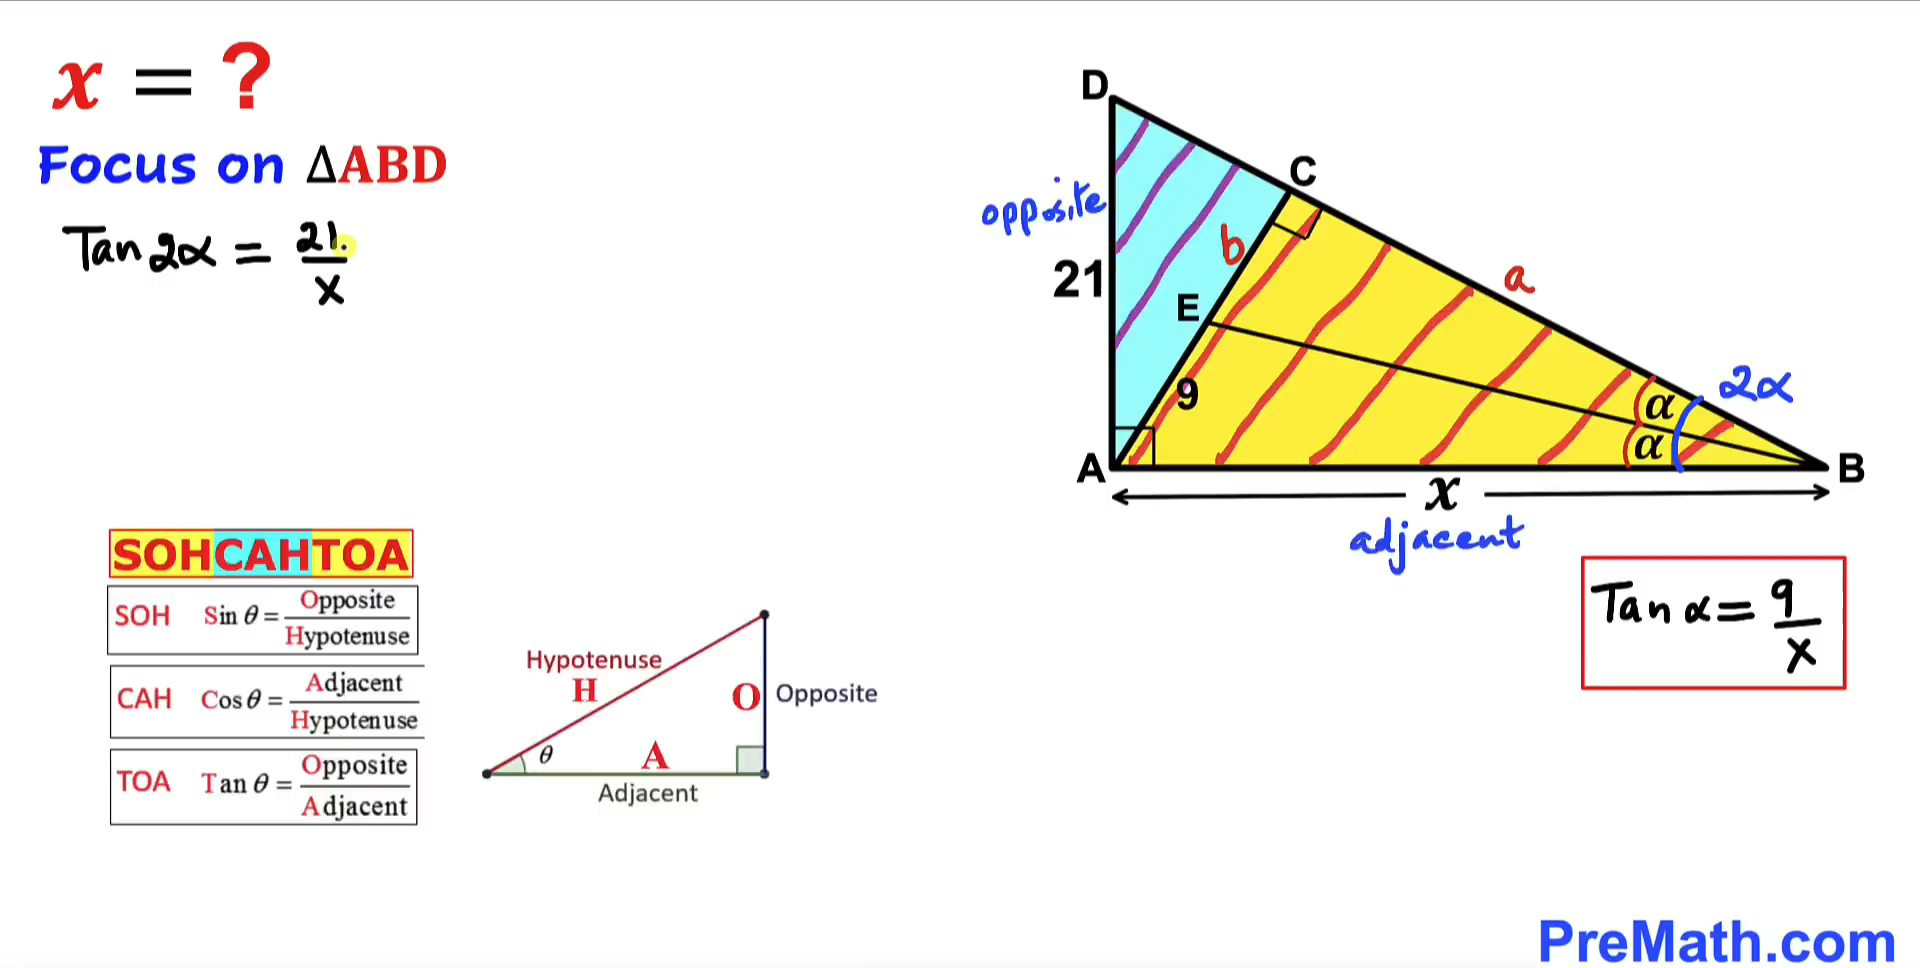 x = ?
Focus on ΔABD
Tan 2α = 21/x
D
C
opposite
b
21
a
E
9
2α
α
α
A
B
x
adjacent
Tan α = 9/x
SOHCAHTOA
SOH Sin θ = Opposite/Hypotenuse
CAH Cos θ = Adjacent/Hypotenuse
TOA Tan θ = Opposite/Adjacent
Hypotenuse
H
O Opposite
θ
A
Adjacent
PreMath.com